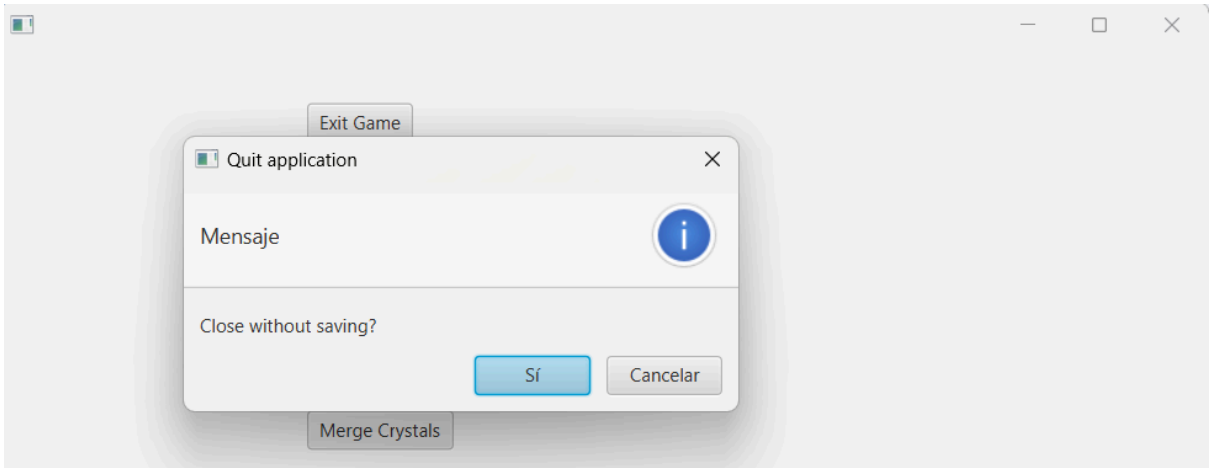 Exit Game
Quit application
Mensaje
Close without saving?
Sí
Cancelar
Merge Crystals